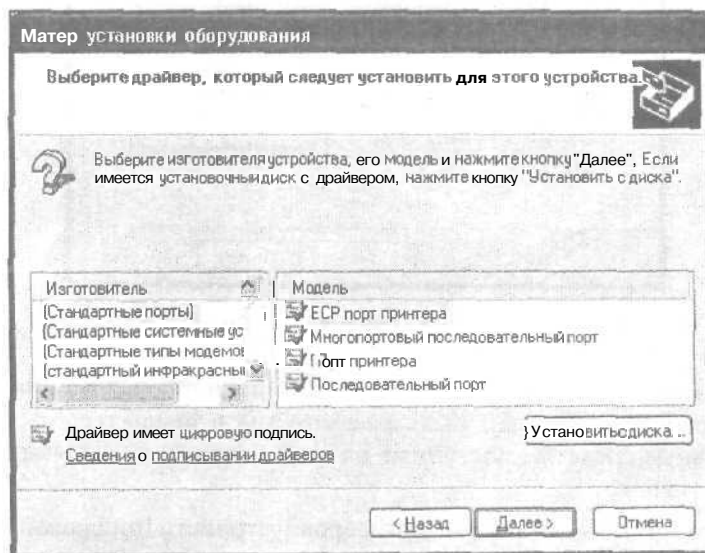 Матер установки оборудования
Выберите драйвер, который следует установить для этого устройства.
Выберите изготовителя устройства, его модель и нажмите кнопку "Далее", Если
имеется установочный диск с драйвером, нажмите кнопку "Установить с диска".
Изготовитель
(Стандартные порты)
(Стандартные системные ус
(Стандартные типы модемов
(стандартный инфракрасны
Модель
ECP порт принтера
Многопортовый последовательный порт
Порт принтера
Последовательный порт
Драйвер имеет цифровую подпись.
Сведения о подписывании драйверов
Установить с диска...
< Назад
Далее >
Отмена